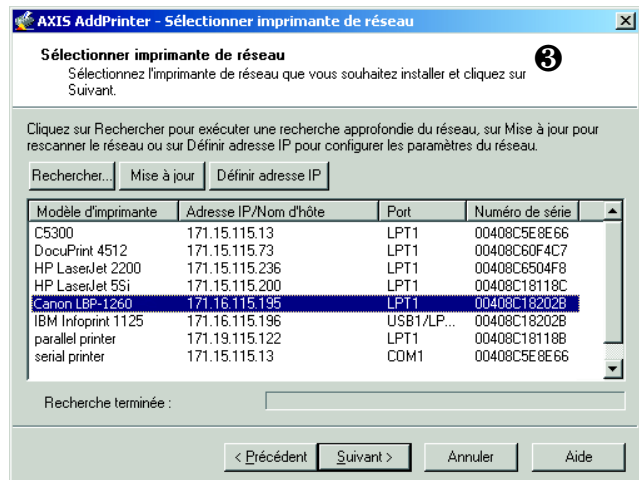 AXIS AddPrinter - Sélectionner imprimante de réseau
Sélectionner imprimante de réseau
❸
Sélectionnez l'imprimante de réseau que vous souhaitez installer et cliquez sur
Suivant.
Cliquez sur Rechercher pour exécuter une recherche approfondie du réseau, sur Mise à jour pour
rescanner le réseau ou sur Définir adresse IP pour configurer les paramètres du réseau.
Rechercher... Mise à jour Définir adresse IP
Modèle d'imprimante Adresse IP/Nom d'hôte Port Numéro de série
C5300 171.15.115.13 LPT1 00408C5E8E66
DocuPrint 4512 171.15.115.73 LPT1 00408C60F4C7
HP LaserJet 2200 171.15.115.236 LPT1 00408C6504F8
HP LaserJet 5Si 171.15.115.200 LPT1 00408C18118C
Canon LBP-1260 171.16.115.195 LPT1 00408C18202B
IBM Infoprint 1125 171.16.115.196 USB1/LP... 00408C18202B
parallel printer 171.19.115.122 LPT1 00408C18118B
serial printer 171.15.115.13 COM1 00408C5E8E66
Recherche terminée :
< Précédent Suivant > Annuler Aide